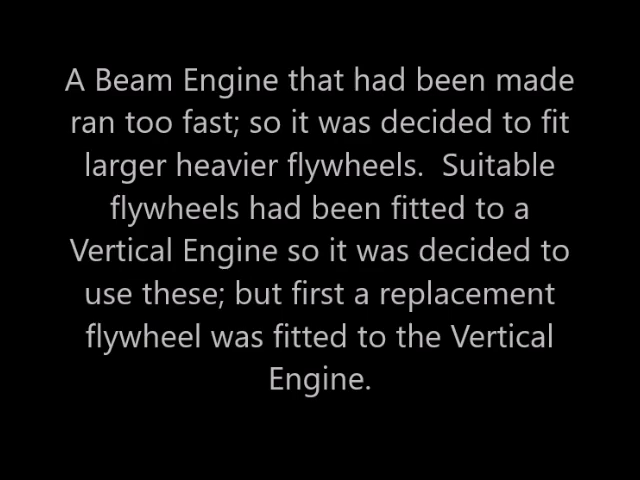 A Beam Engine that had been made
ran too fast; so it was decided to fit
larger heavier flywheels.  Suitable
flywheels had been fitted to a
Vertical Engine so it was decided to
use these; but first a replacement
flywheel was fitted to the Vertical
Engine.